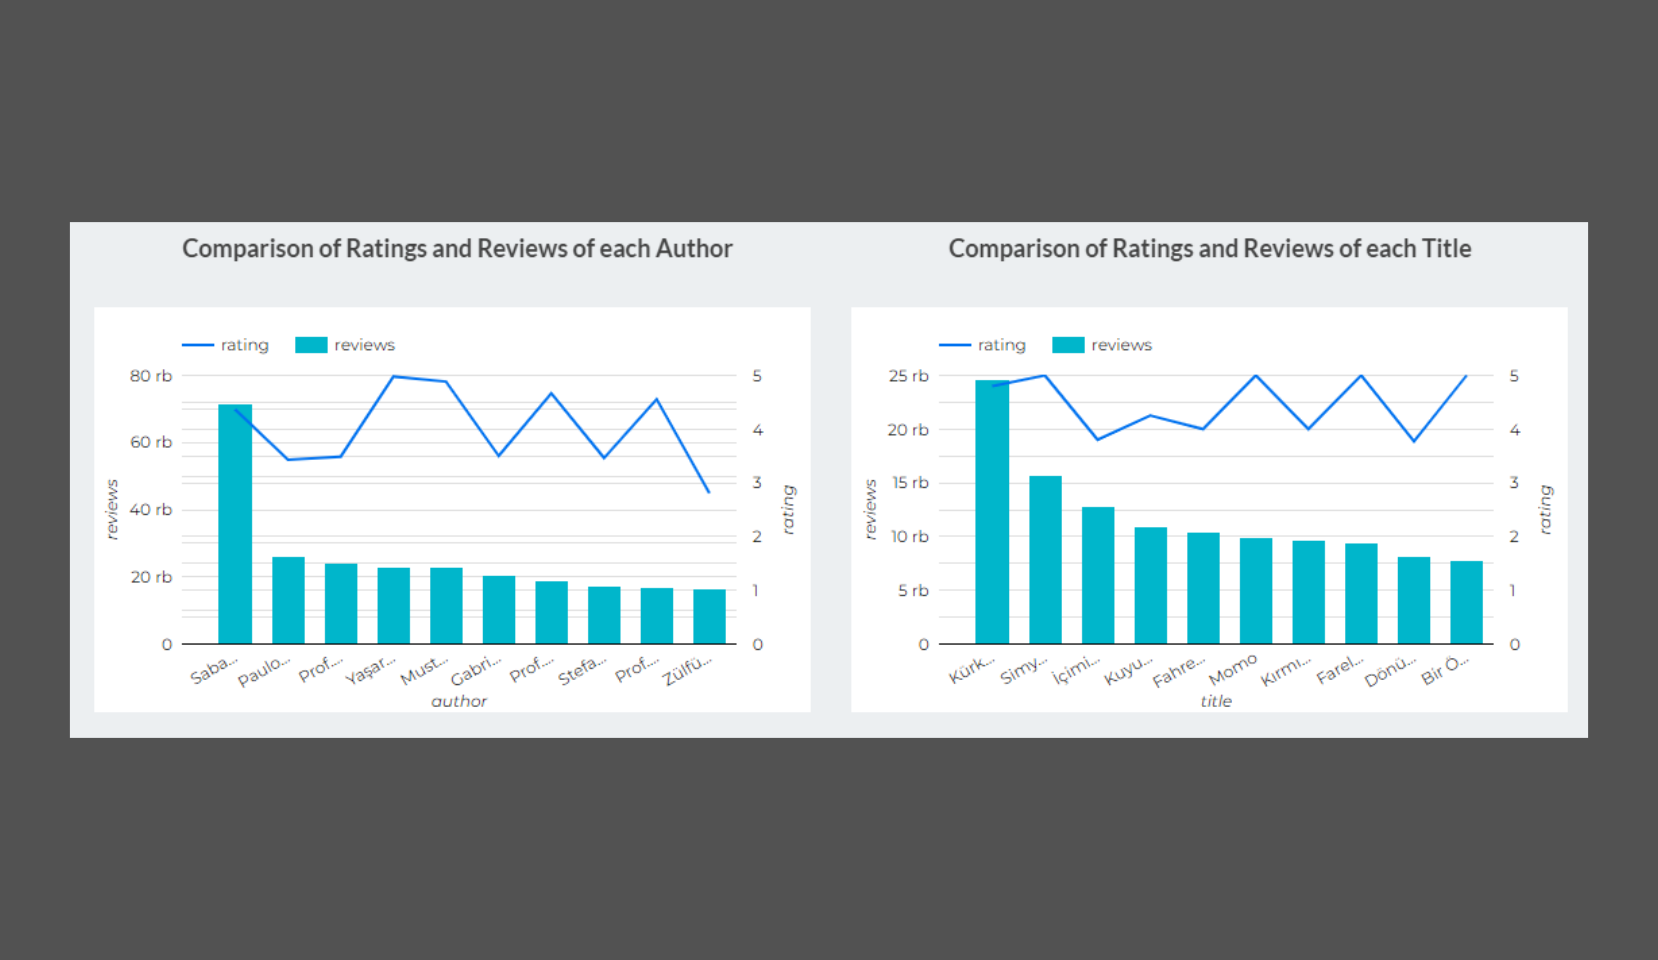 Comparison of Ratings and Reviews of each Author
rating
reviews
80 rb
60 rb
40 rb
20 rb
0
reviews
5
4
3
2
1
0
rating
Saba...
Paulo...
Prof....
Yaşar...
Must...
Gabri...
Prof....
Stefa...
Prof....
Zülfü...
author
Comparison of Ratings and Reviews of each Title
rating
reviews
25 rb
20 rb
15 rb
10 rb
5 rb
0
reviews
5
4
3
2
1
0
rating
Kürk...
Simy...
İçimi...
Kuyu...
Fahre...
Momo
Kırmı...
Farel...
Dönü...
Bir Ö...
title